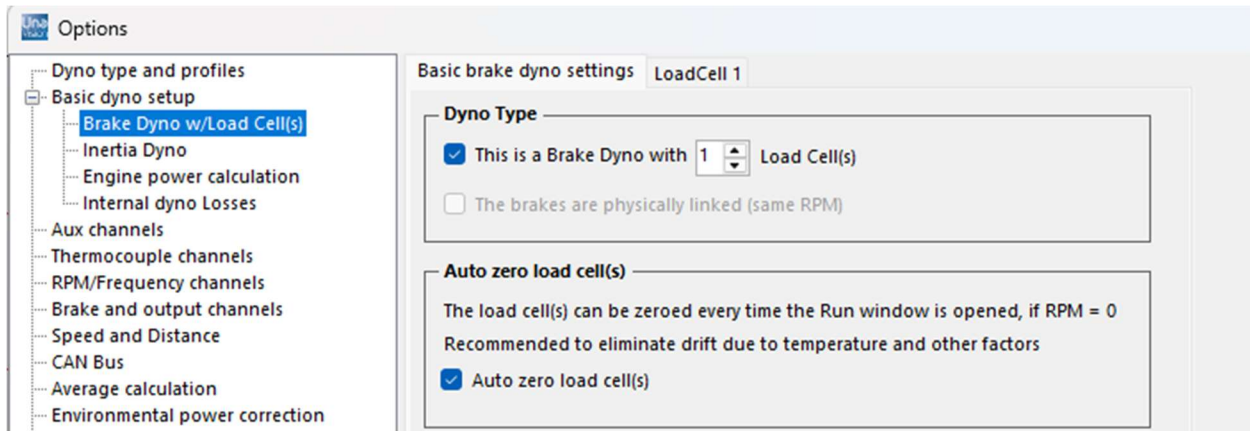 Una
Vision
Options
Dyno type and profiles
Basic dyno setup
Brake Dyno w/Load Cell(s)
Inertia Dyno
Engine power calculation
Internal dyno Losses
Aux channels
Thermocouple channels
RPM/Frequency channels
Brake and output channels
Speed and Distance
CAN Bus
Average calculation
Environmental power correction
Basic brake dyno settings LoadCell 1
Dyno Type
This is a Brake Dyno with 1 Load Cell(s)
The brakes are physically linked (same RPM)
Auto zero load cell(s)
The load cell(s) can be zeroed every time the Run window is opened, if RPM = 0
Recommended to eliminate drift due to temperature and other factors
Auto zero load cell(s)